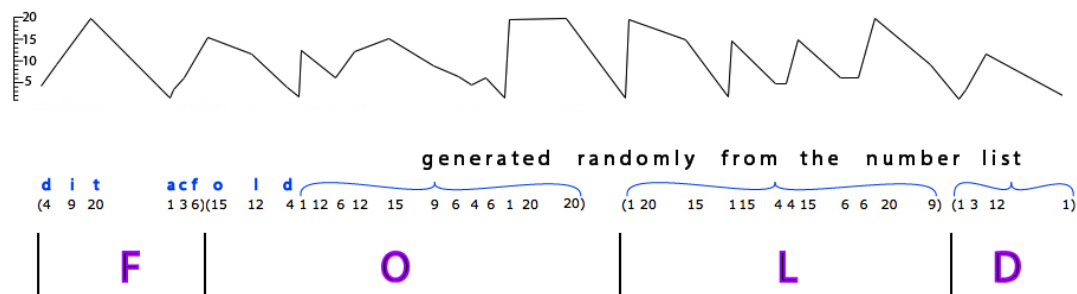 20
15
10
5
generated randomly from the number list
d i t a c f o l d
(4 9 20 1 3 6)(15 12 4 1 12 6 12 15 9 6 4 6 1 20 20) (1 20 15 1 15 4 4 15 6 6 20 9) (1 3 12 1)
F O L D